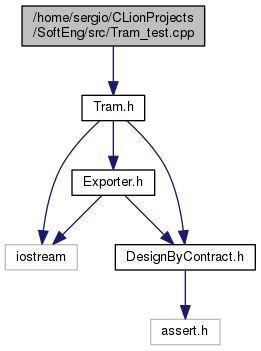 /home/sergio/CLionProjects
/SoftEng/src/Tram_test.cpp
Tram.h
Exporter.h
iostream
DesignByContract.h
assert.h